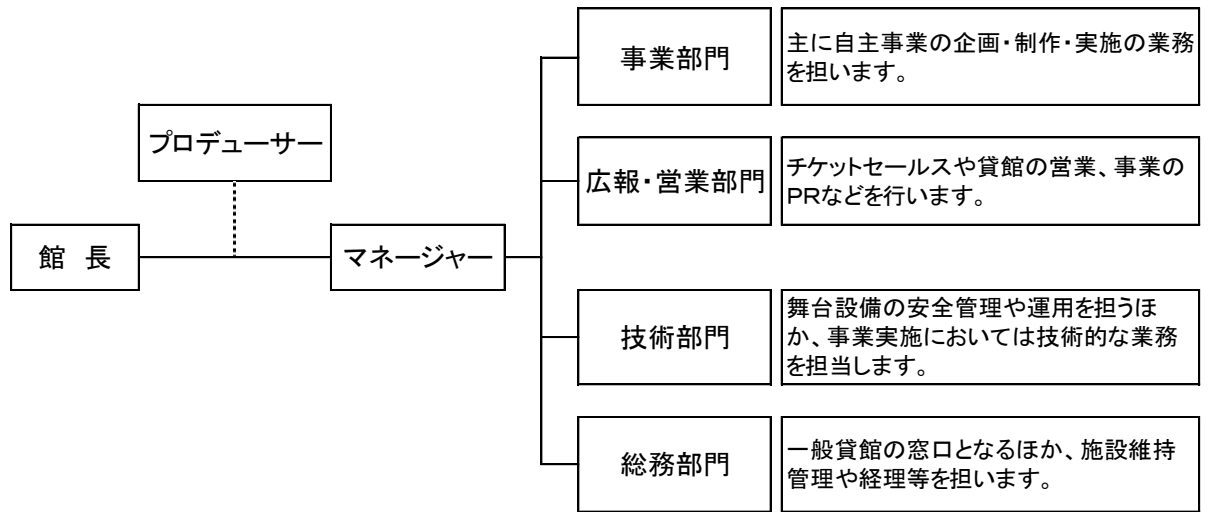 事業部門
主に自主事業の企画・制作・実施の業務
を担います。
プロデューサー
広報・営業部門
チケットセールスや貸館の営業、事業の
PRなどを行います。
館　長
マネージャー
技術部門
舞台設備の安全管理や運用を担うほ
か、事業実施においては技術的な業務
を担当します。
総務部門
一般貸館の窓口となるほか、施設維持
管理や経理等を担います。